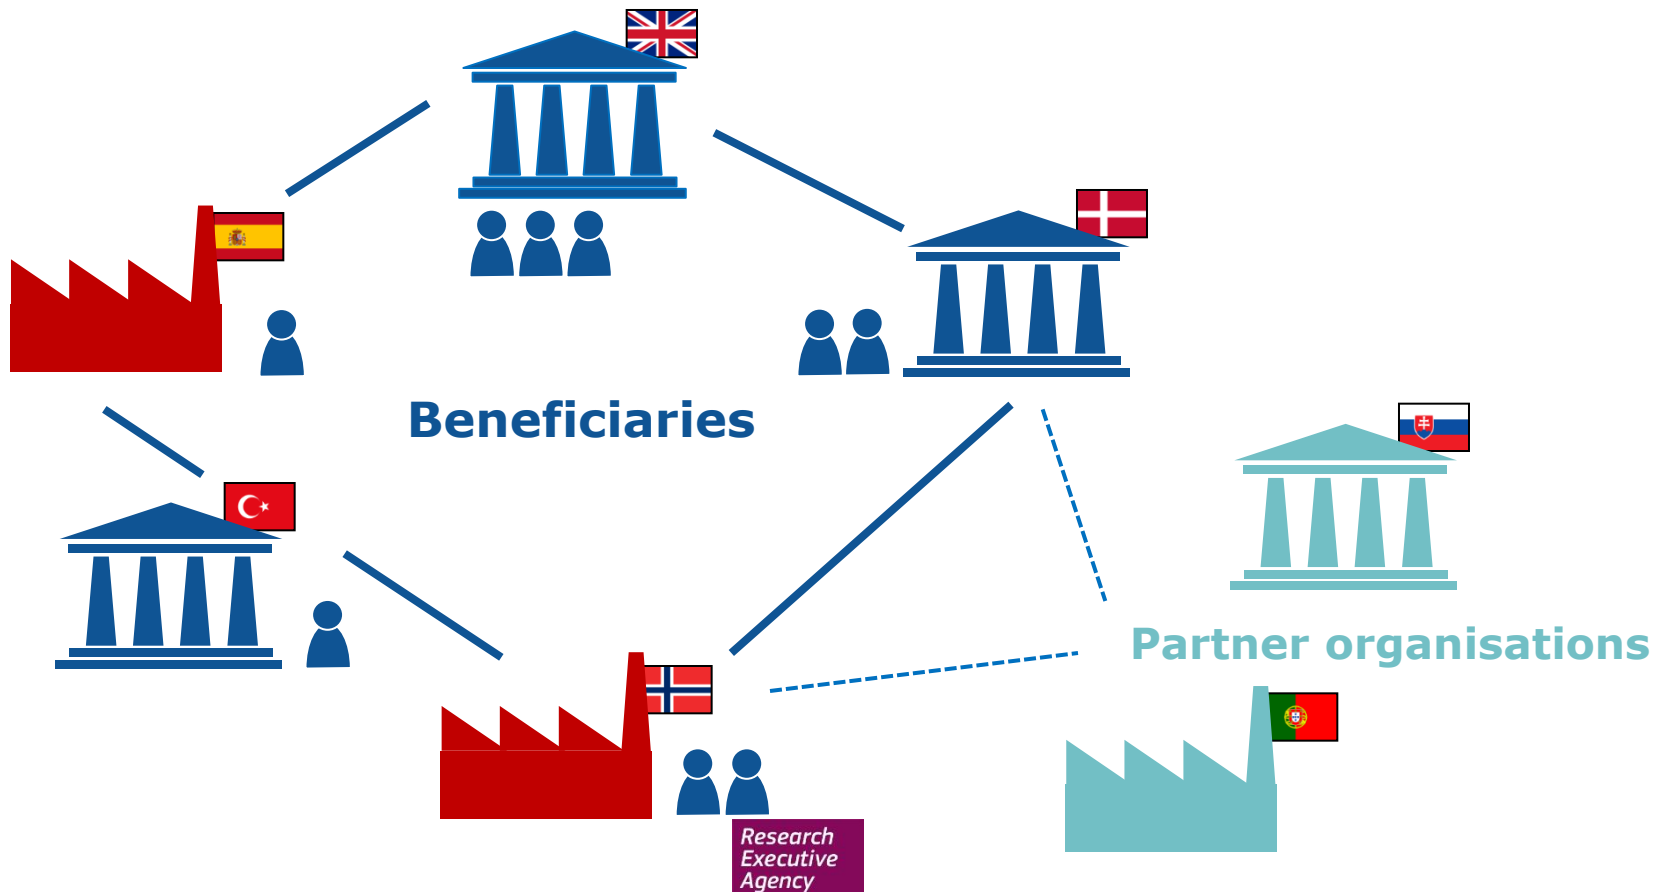 Beneficiaries
Partner organisations
Research
Executive
Agency